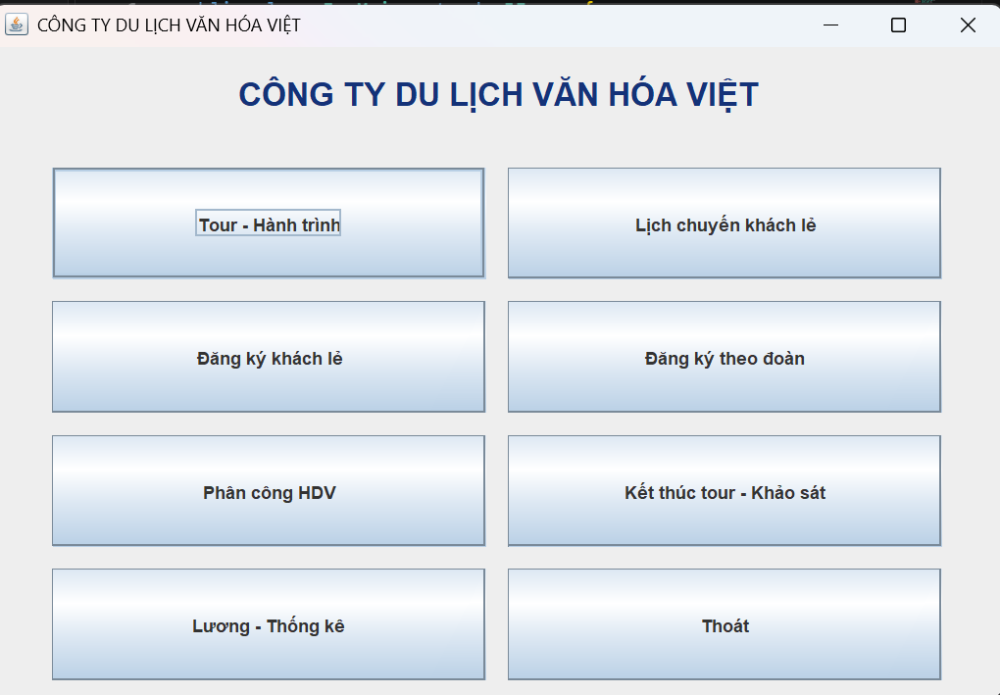 CÔNG TY DU LỊCH VĂN HÓA VIỆT
CÔNG TY DU LỊCH VĂN HÓA VIỆT
Tour - Hành trình
Lịch chuyến khách lẻ
Đăng ký khách lẻ
Đăng ký theo đoàn
Phân công HDV
Kết thúc tour - Khảo sát
Lương - Thống kê
Thoát